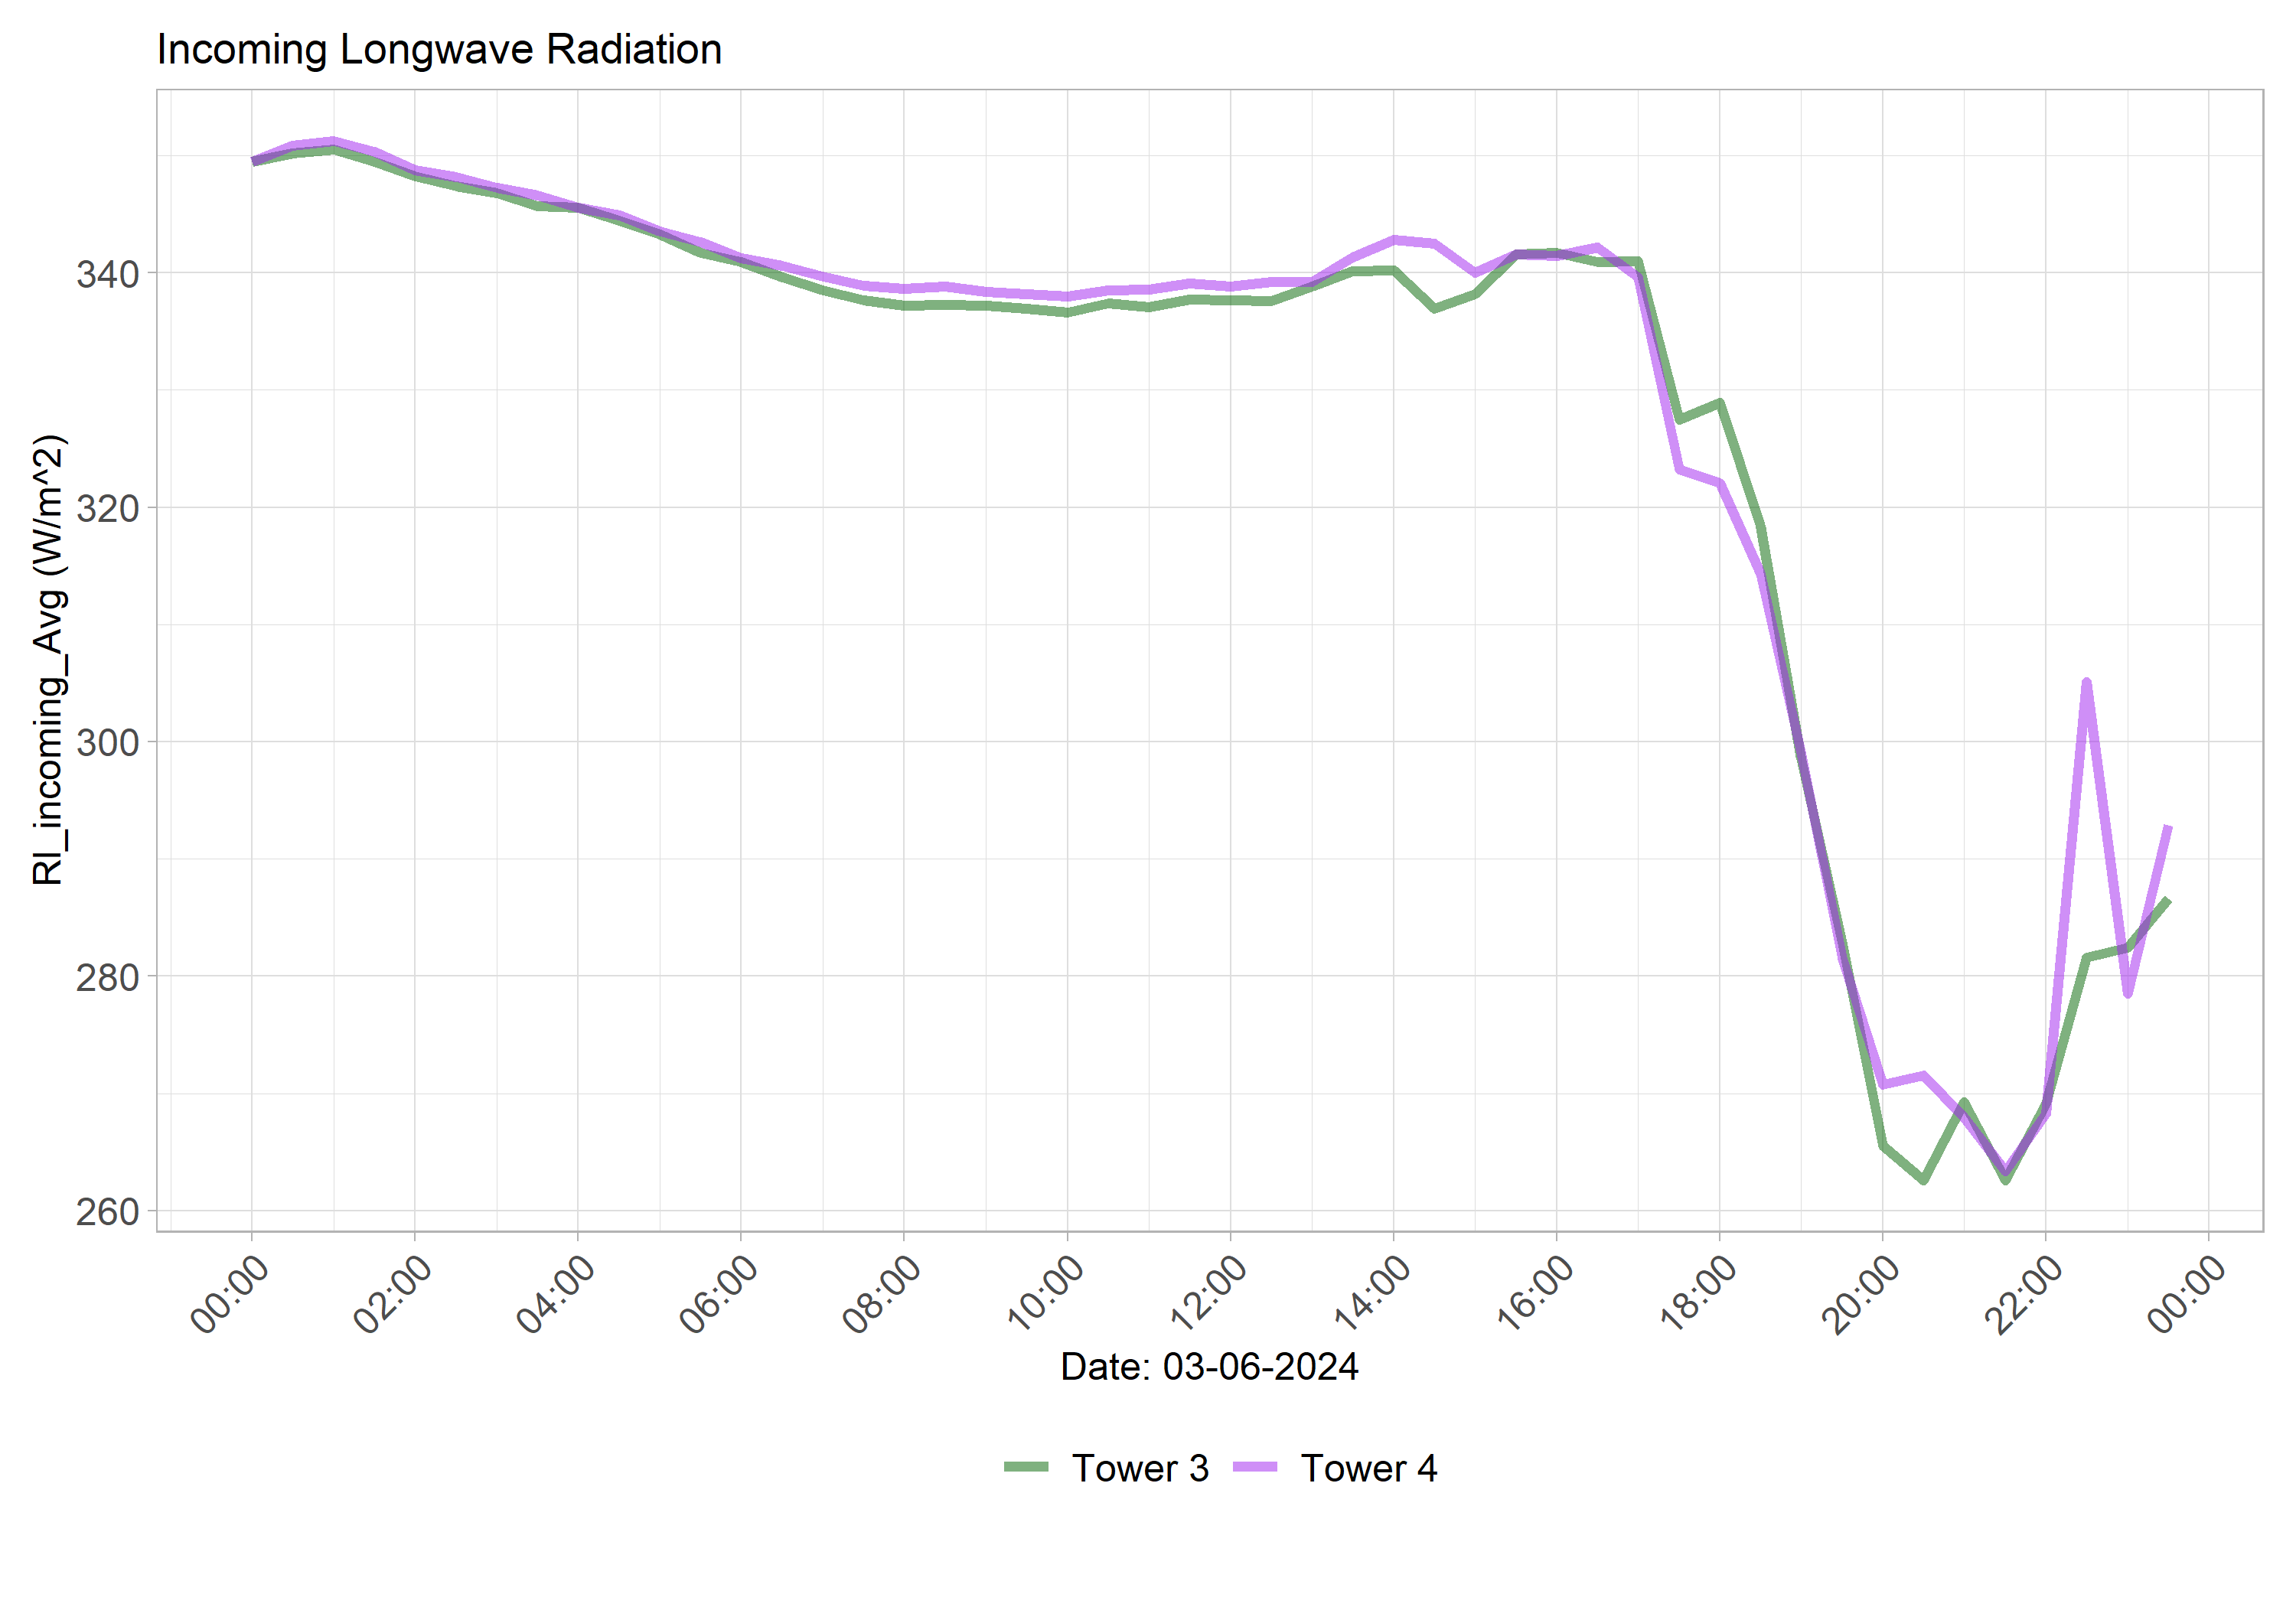 Incoming Longwave Radiation
Rl_incoming_Avg (W/m^2)
340
320
300
280
260
00:00 02:00 04:00 06:00 08:00 10:00 12:00 14:00 16:00 18:00 20:00 22:00 00:00
Date: 03-06-2024
Tower 3 Tower 4